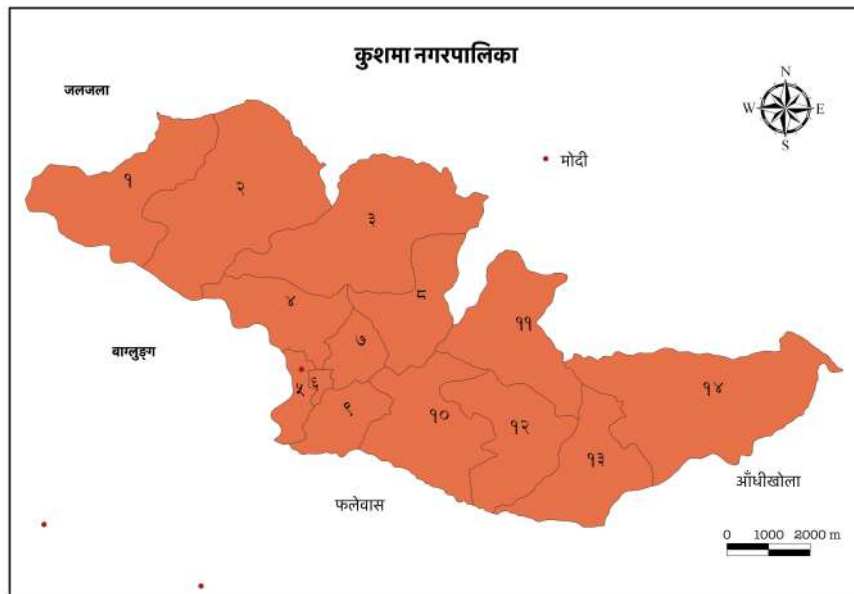 कुशमा नगरपालिका
जलजला
N
W E
S
मोदी
१
२
३
४
८
११
बाग्लुङ्ग
७
५
६
९
१०
१२
१४
१३
आँधीखोला
फलेवास
0 1000 2000 m